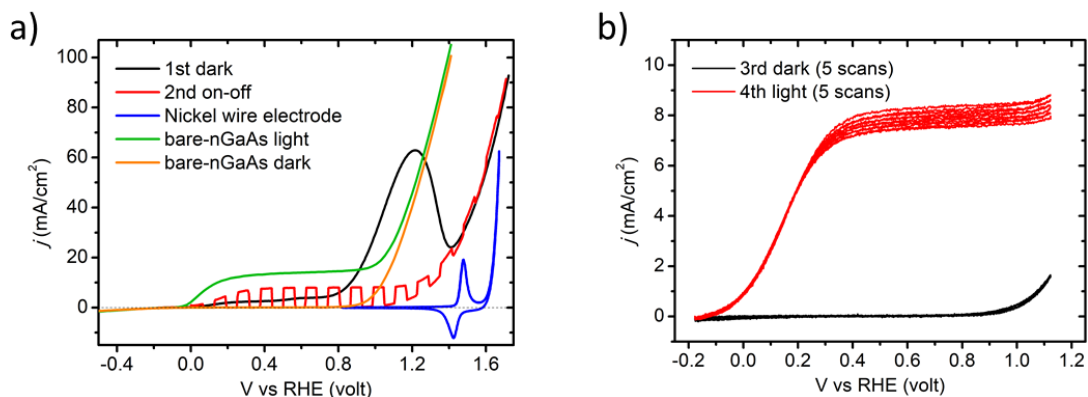 a)
j (mA/cm²)
100
80
60
40
20
0
1st dark
2nd on-off
Nickel wire electrode
bare-nGaAs light
bare-nGaAs dark
-0.4 0.0 0.4 0.8 1.2 1.6
V vs RHE (volt)
b)
j (mA/cm²)
10
8
6
4
2
0
3rd dark (5 scans)
4th light (5 scans)
-0.2 0.0 0.2 0.4 0.6 0.8 1.0 1.2
V vs RHE (volt)